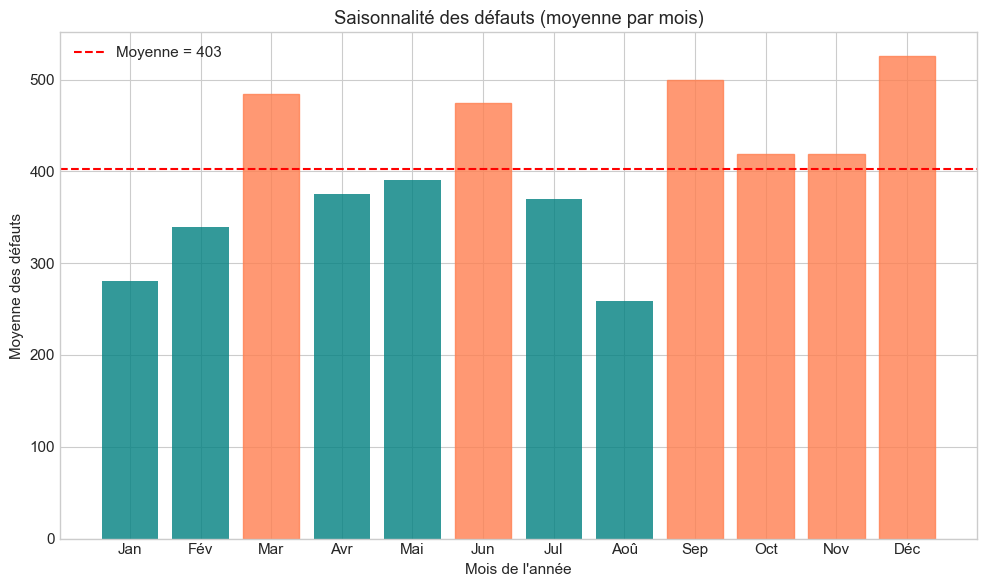 Saisonnalité des défauts (moyenne par mois)
Moyenne = 403
Moyenne des défauts
500
400
300
200
100
0
Jan Fév Mar Avr Mai Jun Jul Aoû Sep Oct Nov Déc
Mois de l'année